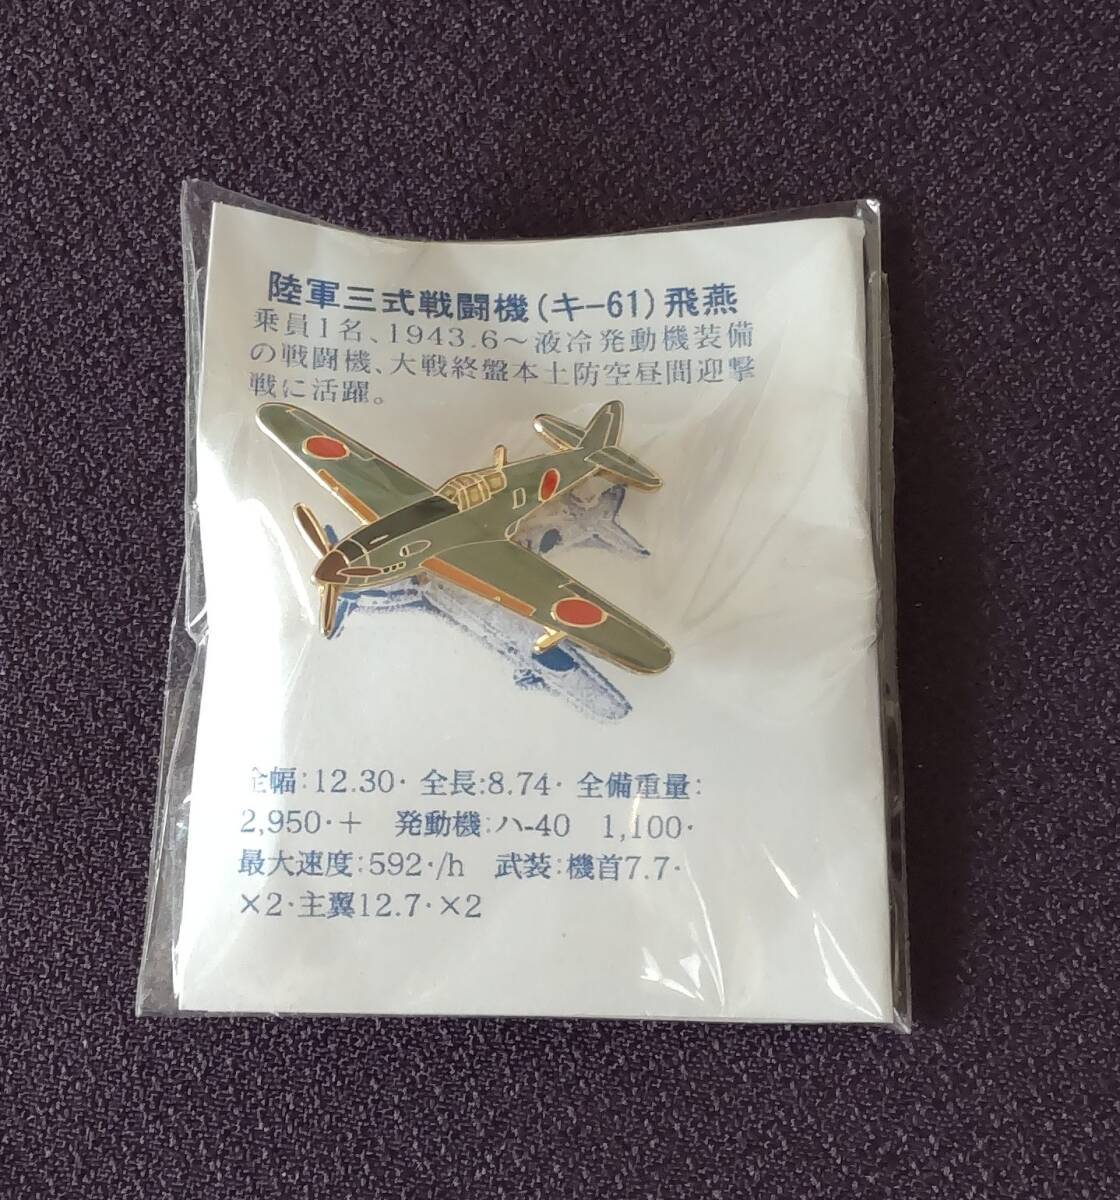 陸軍三式戦闘機(キ-61)飛燕
乗員1名、1943.6～液冷発動機装備
の戦闘機、大戦終盤本土防空昼間迎撃
戦に活躍。
全幅:12.30・ 全長:8.74・ 全備重量:
2,950・＋ 発動機:ハ-40 1,100・
最大速度:592・/h 武装:機首7.7・
×2・主翼12.7・×2